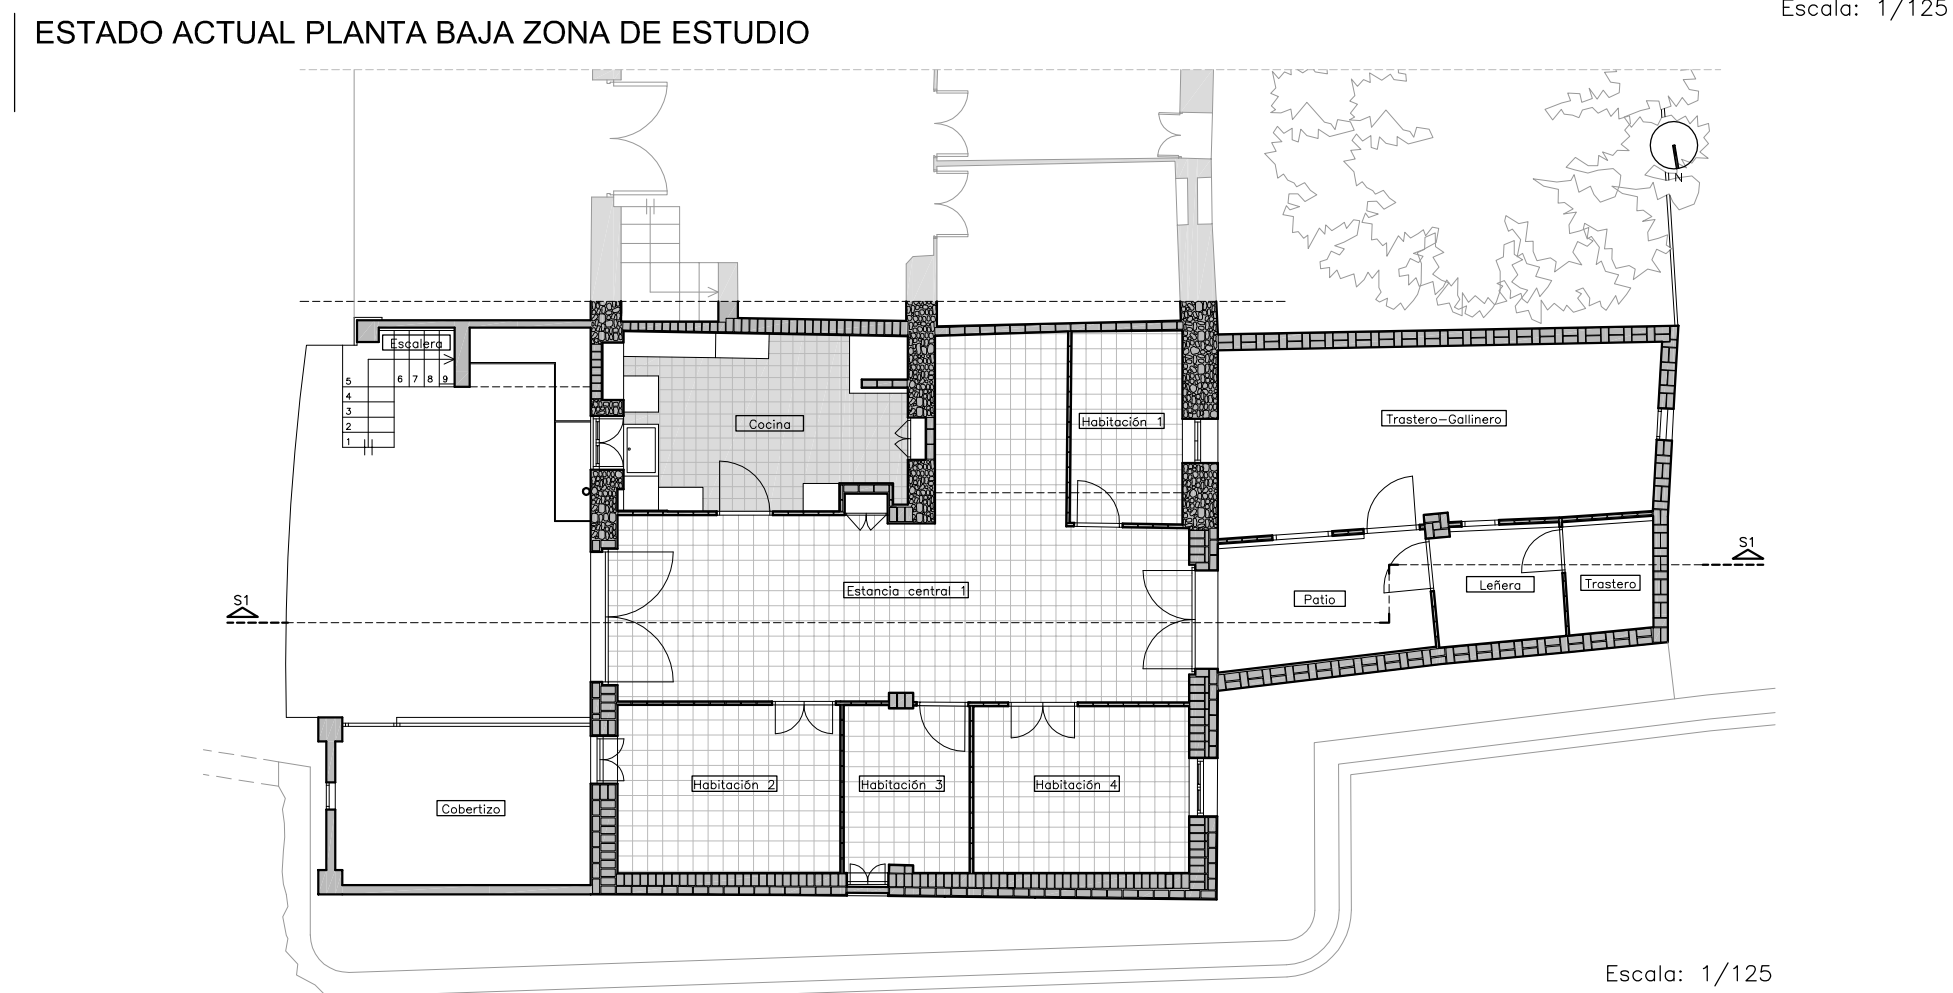 Escala: 1/125
ESTADO ACTUAL PLANTA BAJA ZONA DE ESTUDIO
N
Escalera
5
6 7 8 9
4
3
2
1
Cocina
Habitación 1
Trastero-Gallinero
S1
Estancia central 1
Patio
Leñera
Trastero
S1
Habitación 2
Habitación 3
Habitación 4
Cobertizo
Escala: 1/125